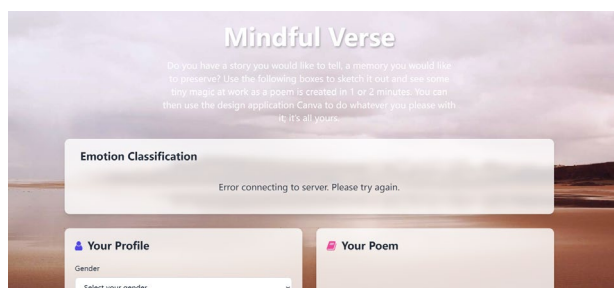 Mindful Verse
Do you have a story you would like to tell, a memory you would like
to preserve? Use the following boxes to sketch it out and see some
tiny magic at work as a poem is created in 1 or 2 minutes. You can
then use the design application Canva to do whatever you please with
it; it's all yours.
Emotion Classification
Error connecting to server. Please try again.
Your Profile
Your Poem
Gender
Select your gender